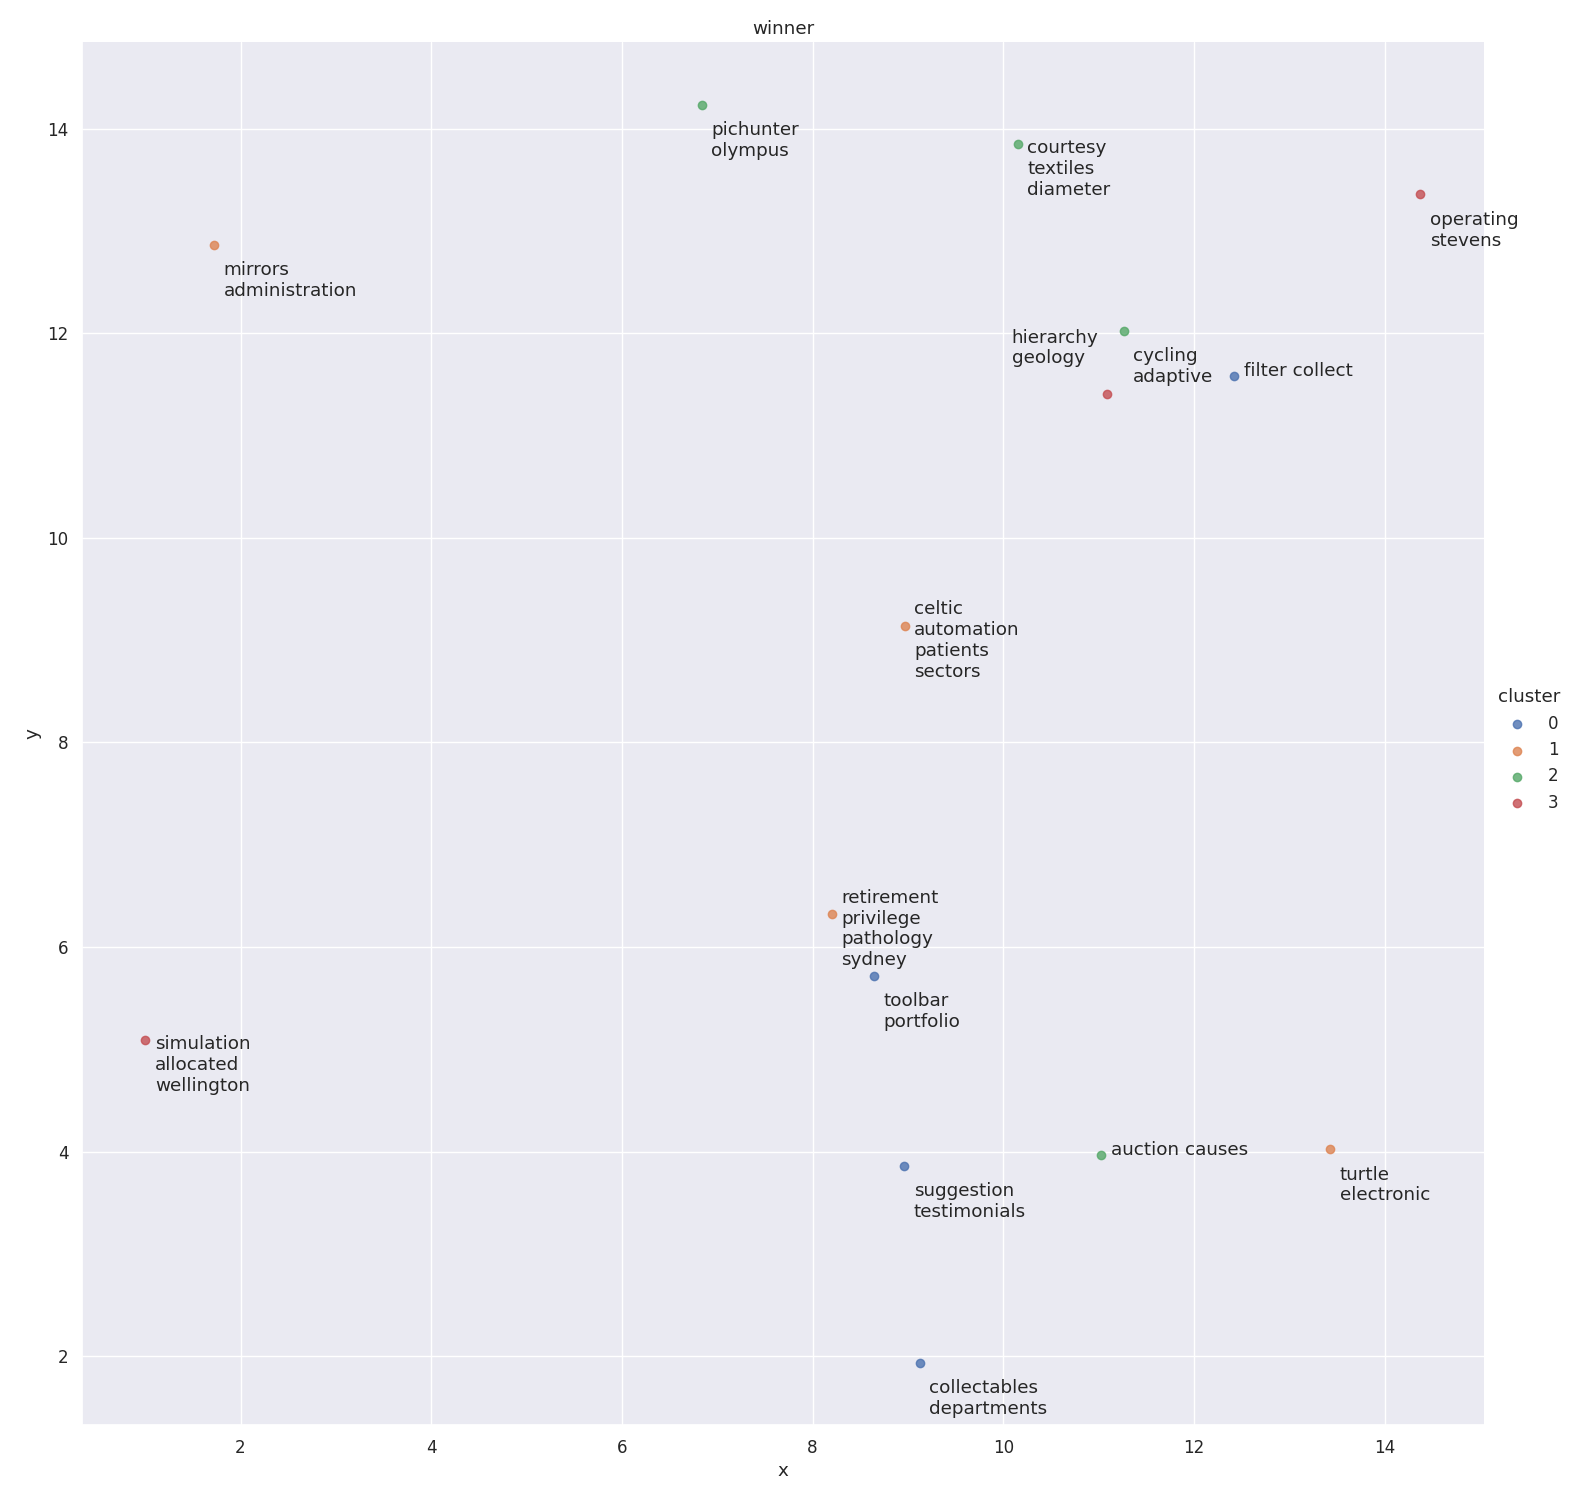 winner
pichunter
olympus
courtesy
textiles
diameter
operating
stevens
mirrors
administration
hierarchy
geology
cycling
adaptive
filter collect
celtic
automation
patients
sectors
retirement
privilege
pathology
sydney
toolbar
portfolio
simulation
allocated
wellington
auction causes
turtle
electronic
suggestion
testimonials
collectables
departments
14
12
10
8
6
4
2
y
2 4 6 8 10 12 14
x
cluster
0
1
2
3